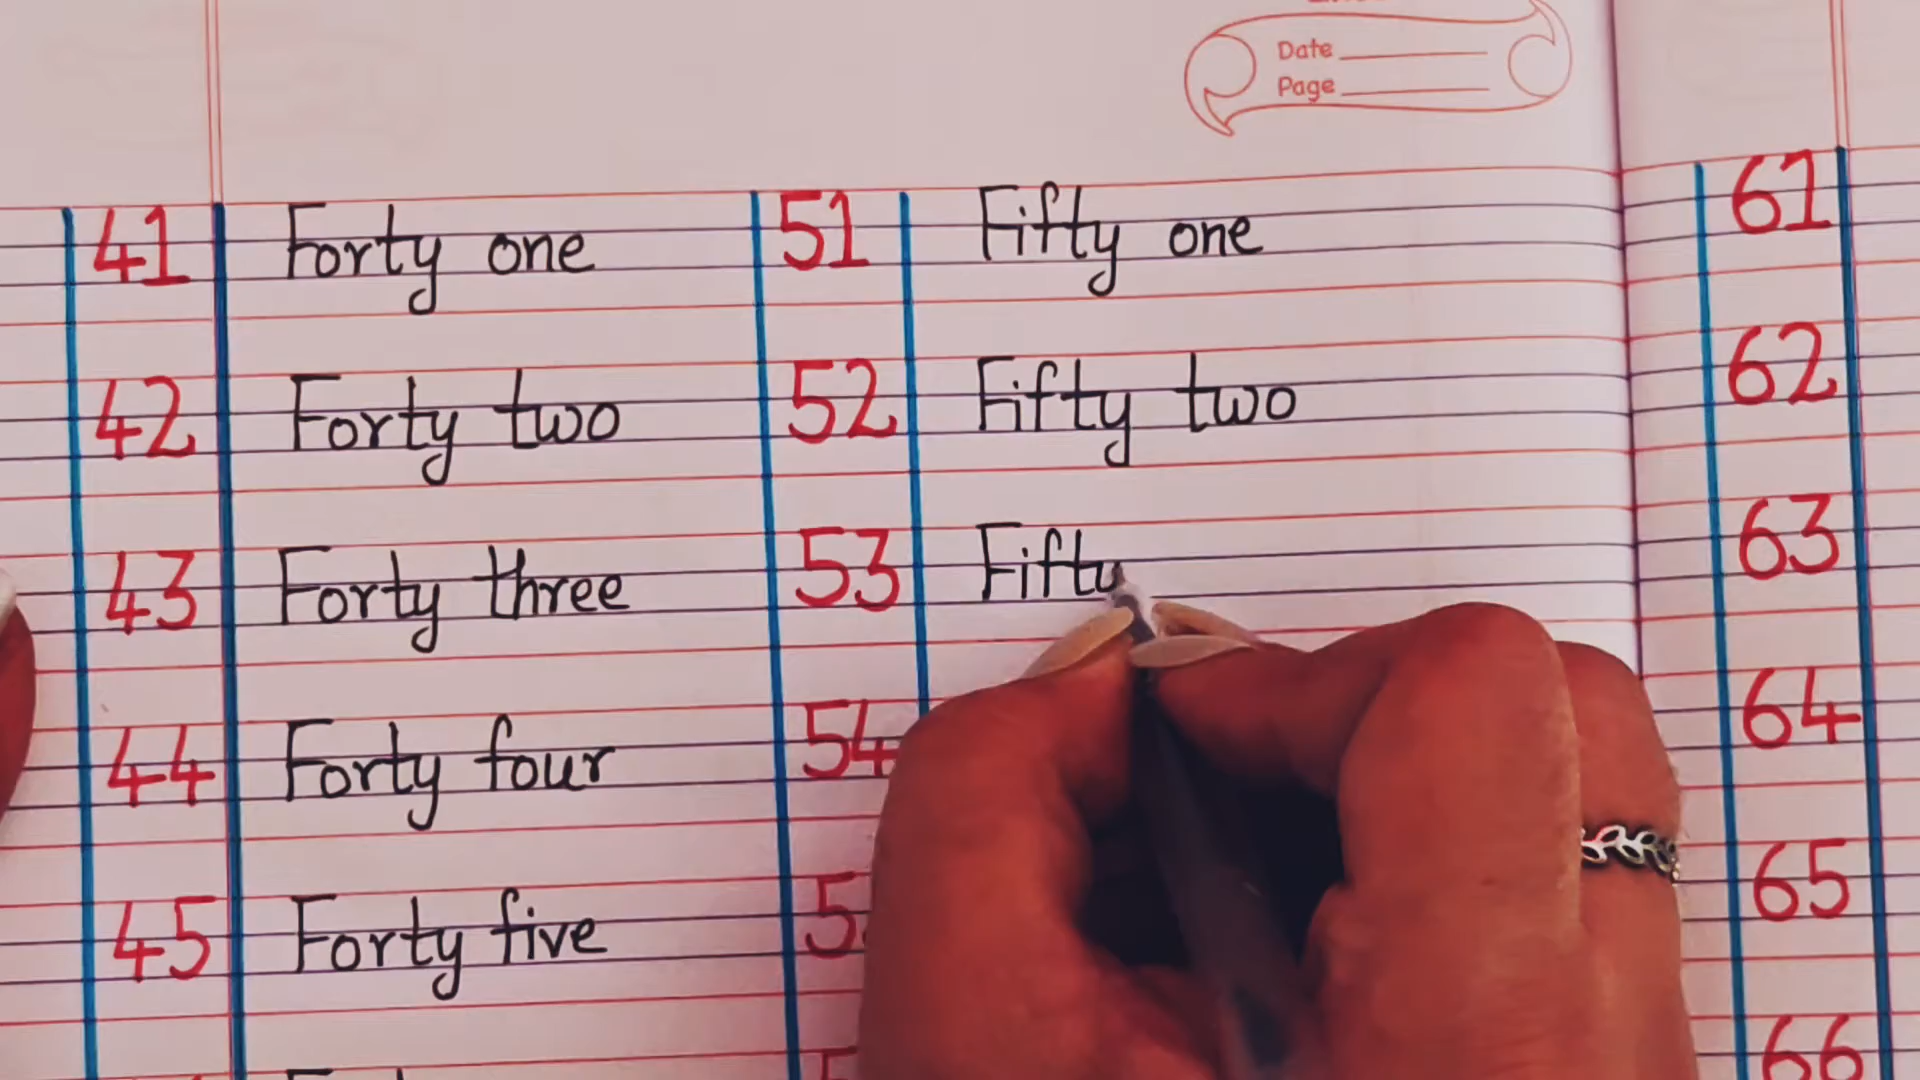 Date
Page
41 Forty one 51 Fifty one 61
42 Forty two 52 Fifty two 62
43 Forty three 53 Fifty 63
44 Forty four 54 64
45 Forty five 5 65
66